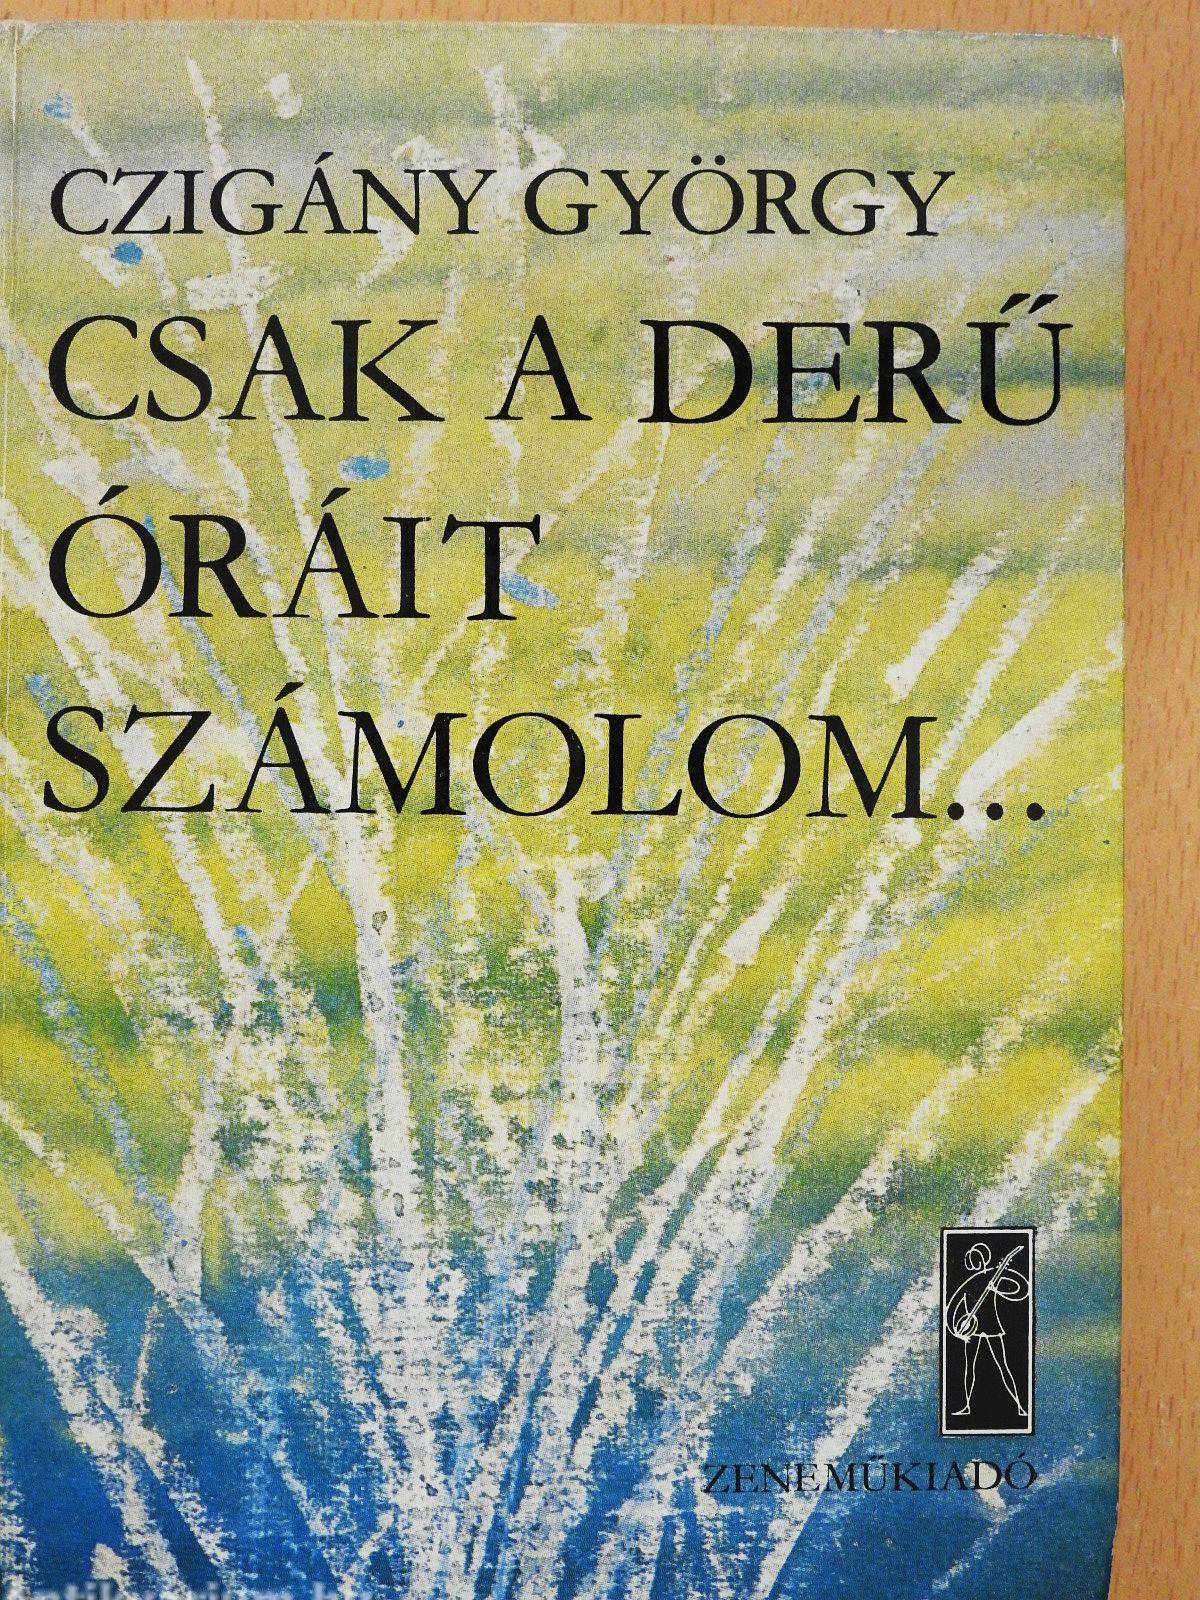 CZIGÁNY GYÖRGY
CSAK A DERŰ
ÓRÁIT
SZÁMOLOM...
ZENEMŰKIADÓ